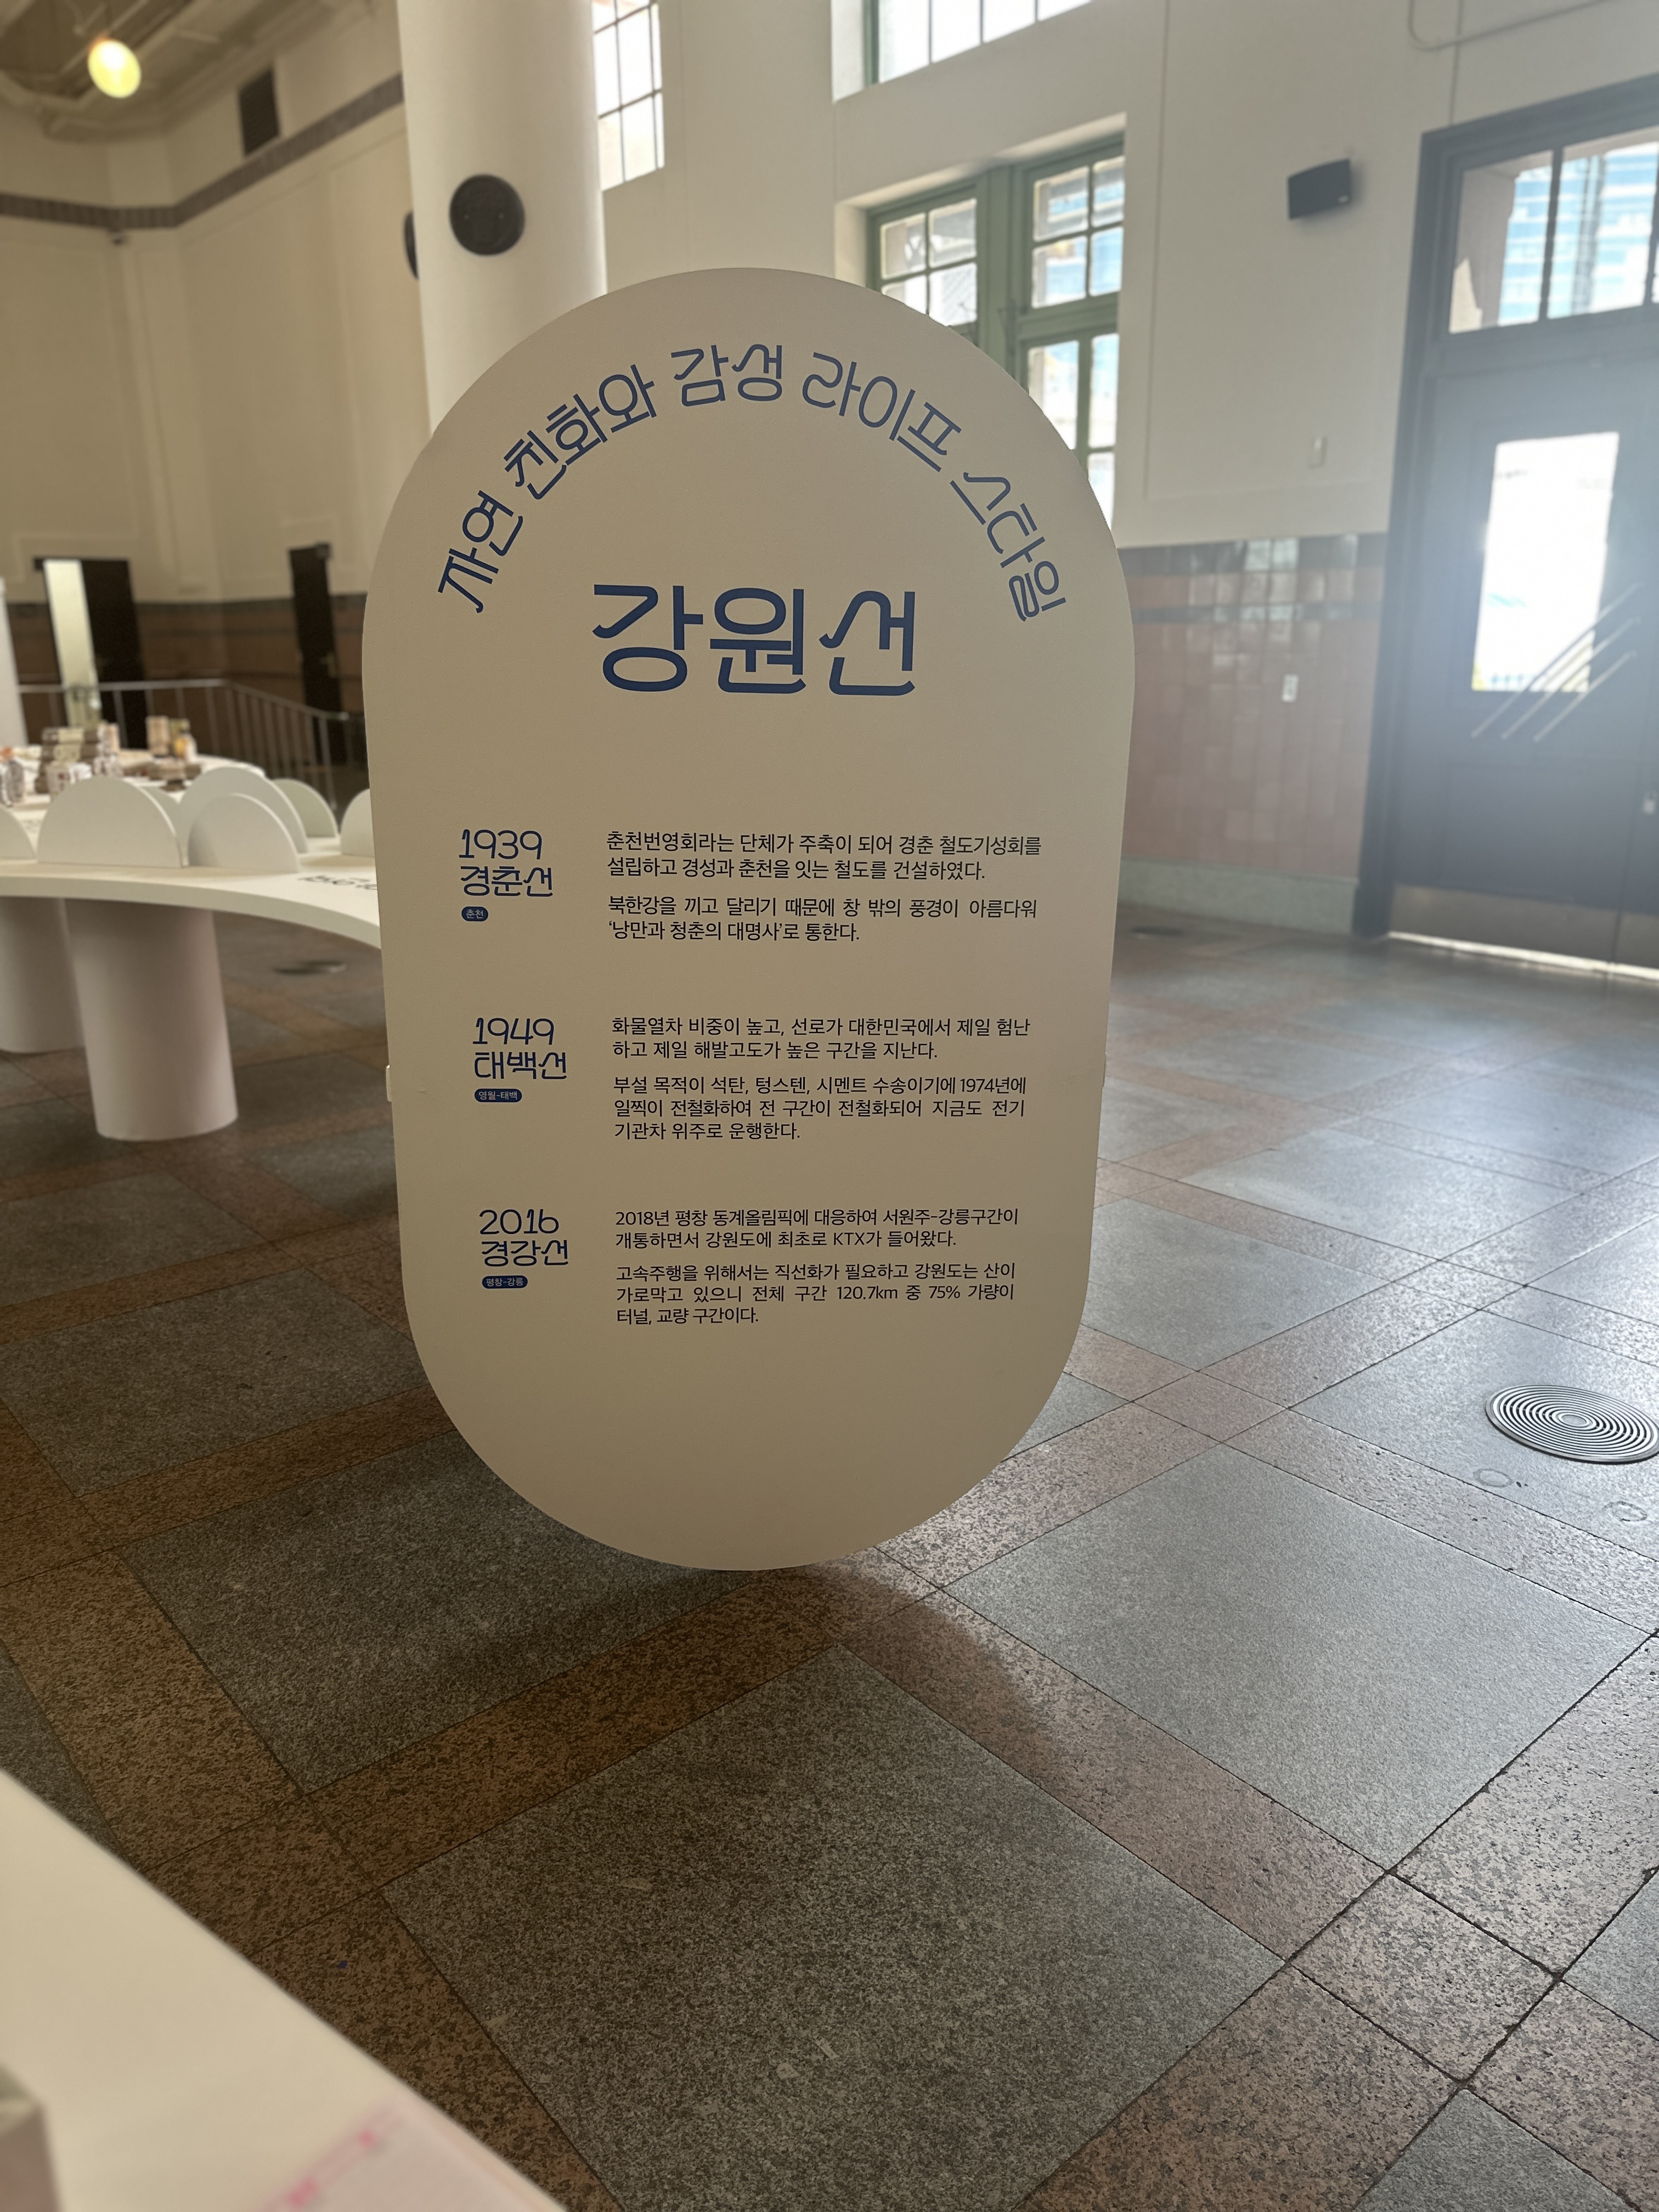 자연 친화와 감생 라이프 스타일
강원선
1939
경춘선
춘천
춘천번영회라는 단체가 주축이 되어 경춘 철도기성회를
설립하고 경성과 춘천을 잇는 철도를 건설하였다.
북한강을 끼고 달리기 때문에 창 밖의 풍경이 아름다워
‘낭만과 청춘의 대명사’로 통한다.
1949
태백선
영월-태백
화물열차 비중이 높고, 선로가 대한민국에서 제일 험난
하고 제일 해발고도가 높은 구간을 지난다.
부설 목적이 석탄, 텅스텐, 시멘트 수송이기에 1974년에
일찍이 전철화하여 전 구간이 전철화되어 지금도 전기
기관차 위주로 운행한다.
2016
경강선
평창-강릉
2018년 평창 동계올림픽에 대응하여 서원주-강릉구간이
개통하면서 강원도에 최초로 KTX가 들어왔다.
고속주행을 위해서는 직선화가 필요하고 강원도는 산이
가로막고 있으니 전체 구간 120.7km 중 75% 가량이
터널, 교량 구간이다.